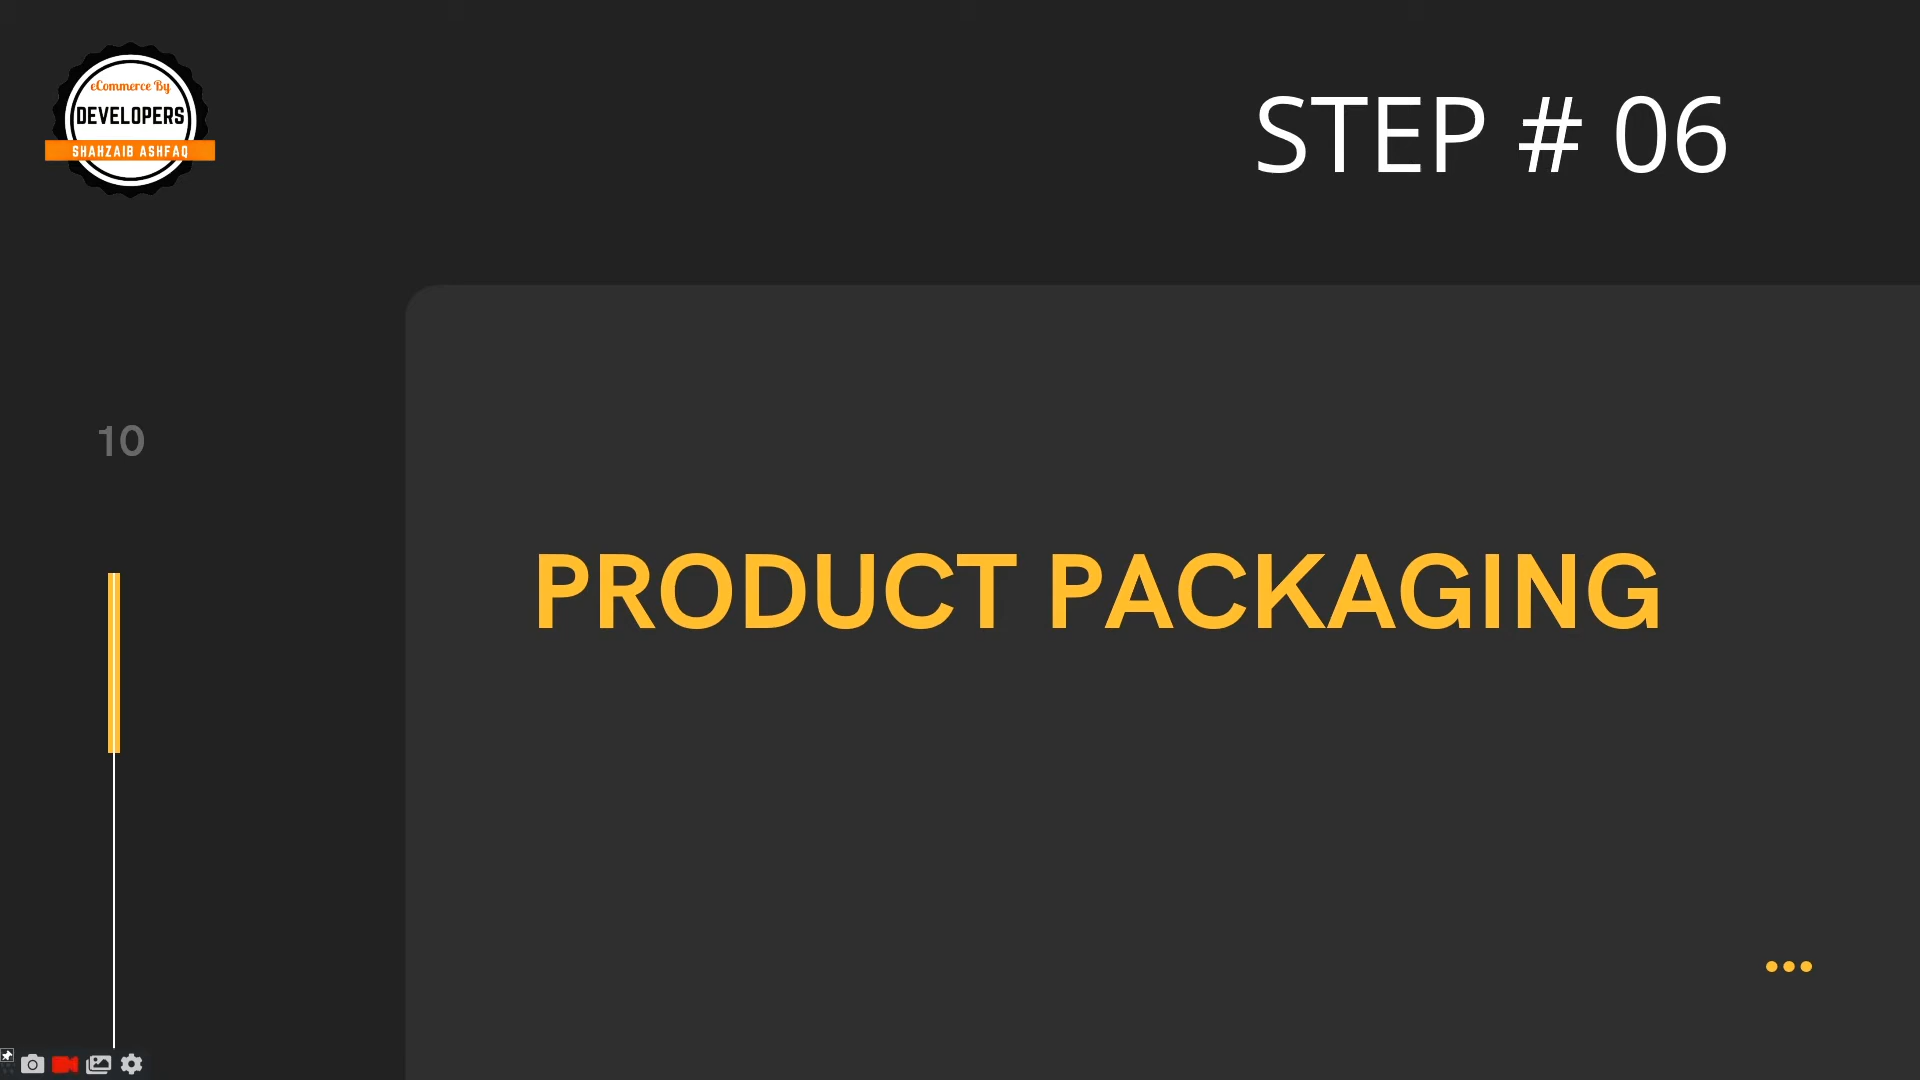 eCommerce By
DEVELOPERS
SHAHZAIB ASHFAQ
STEP # 06
10
PRODUCT PACKAGING